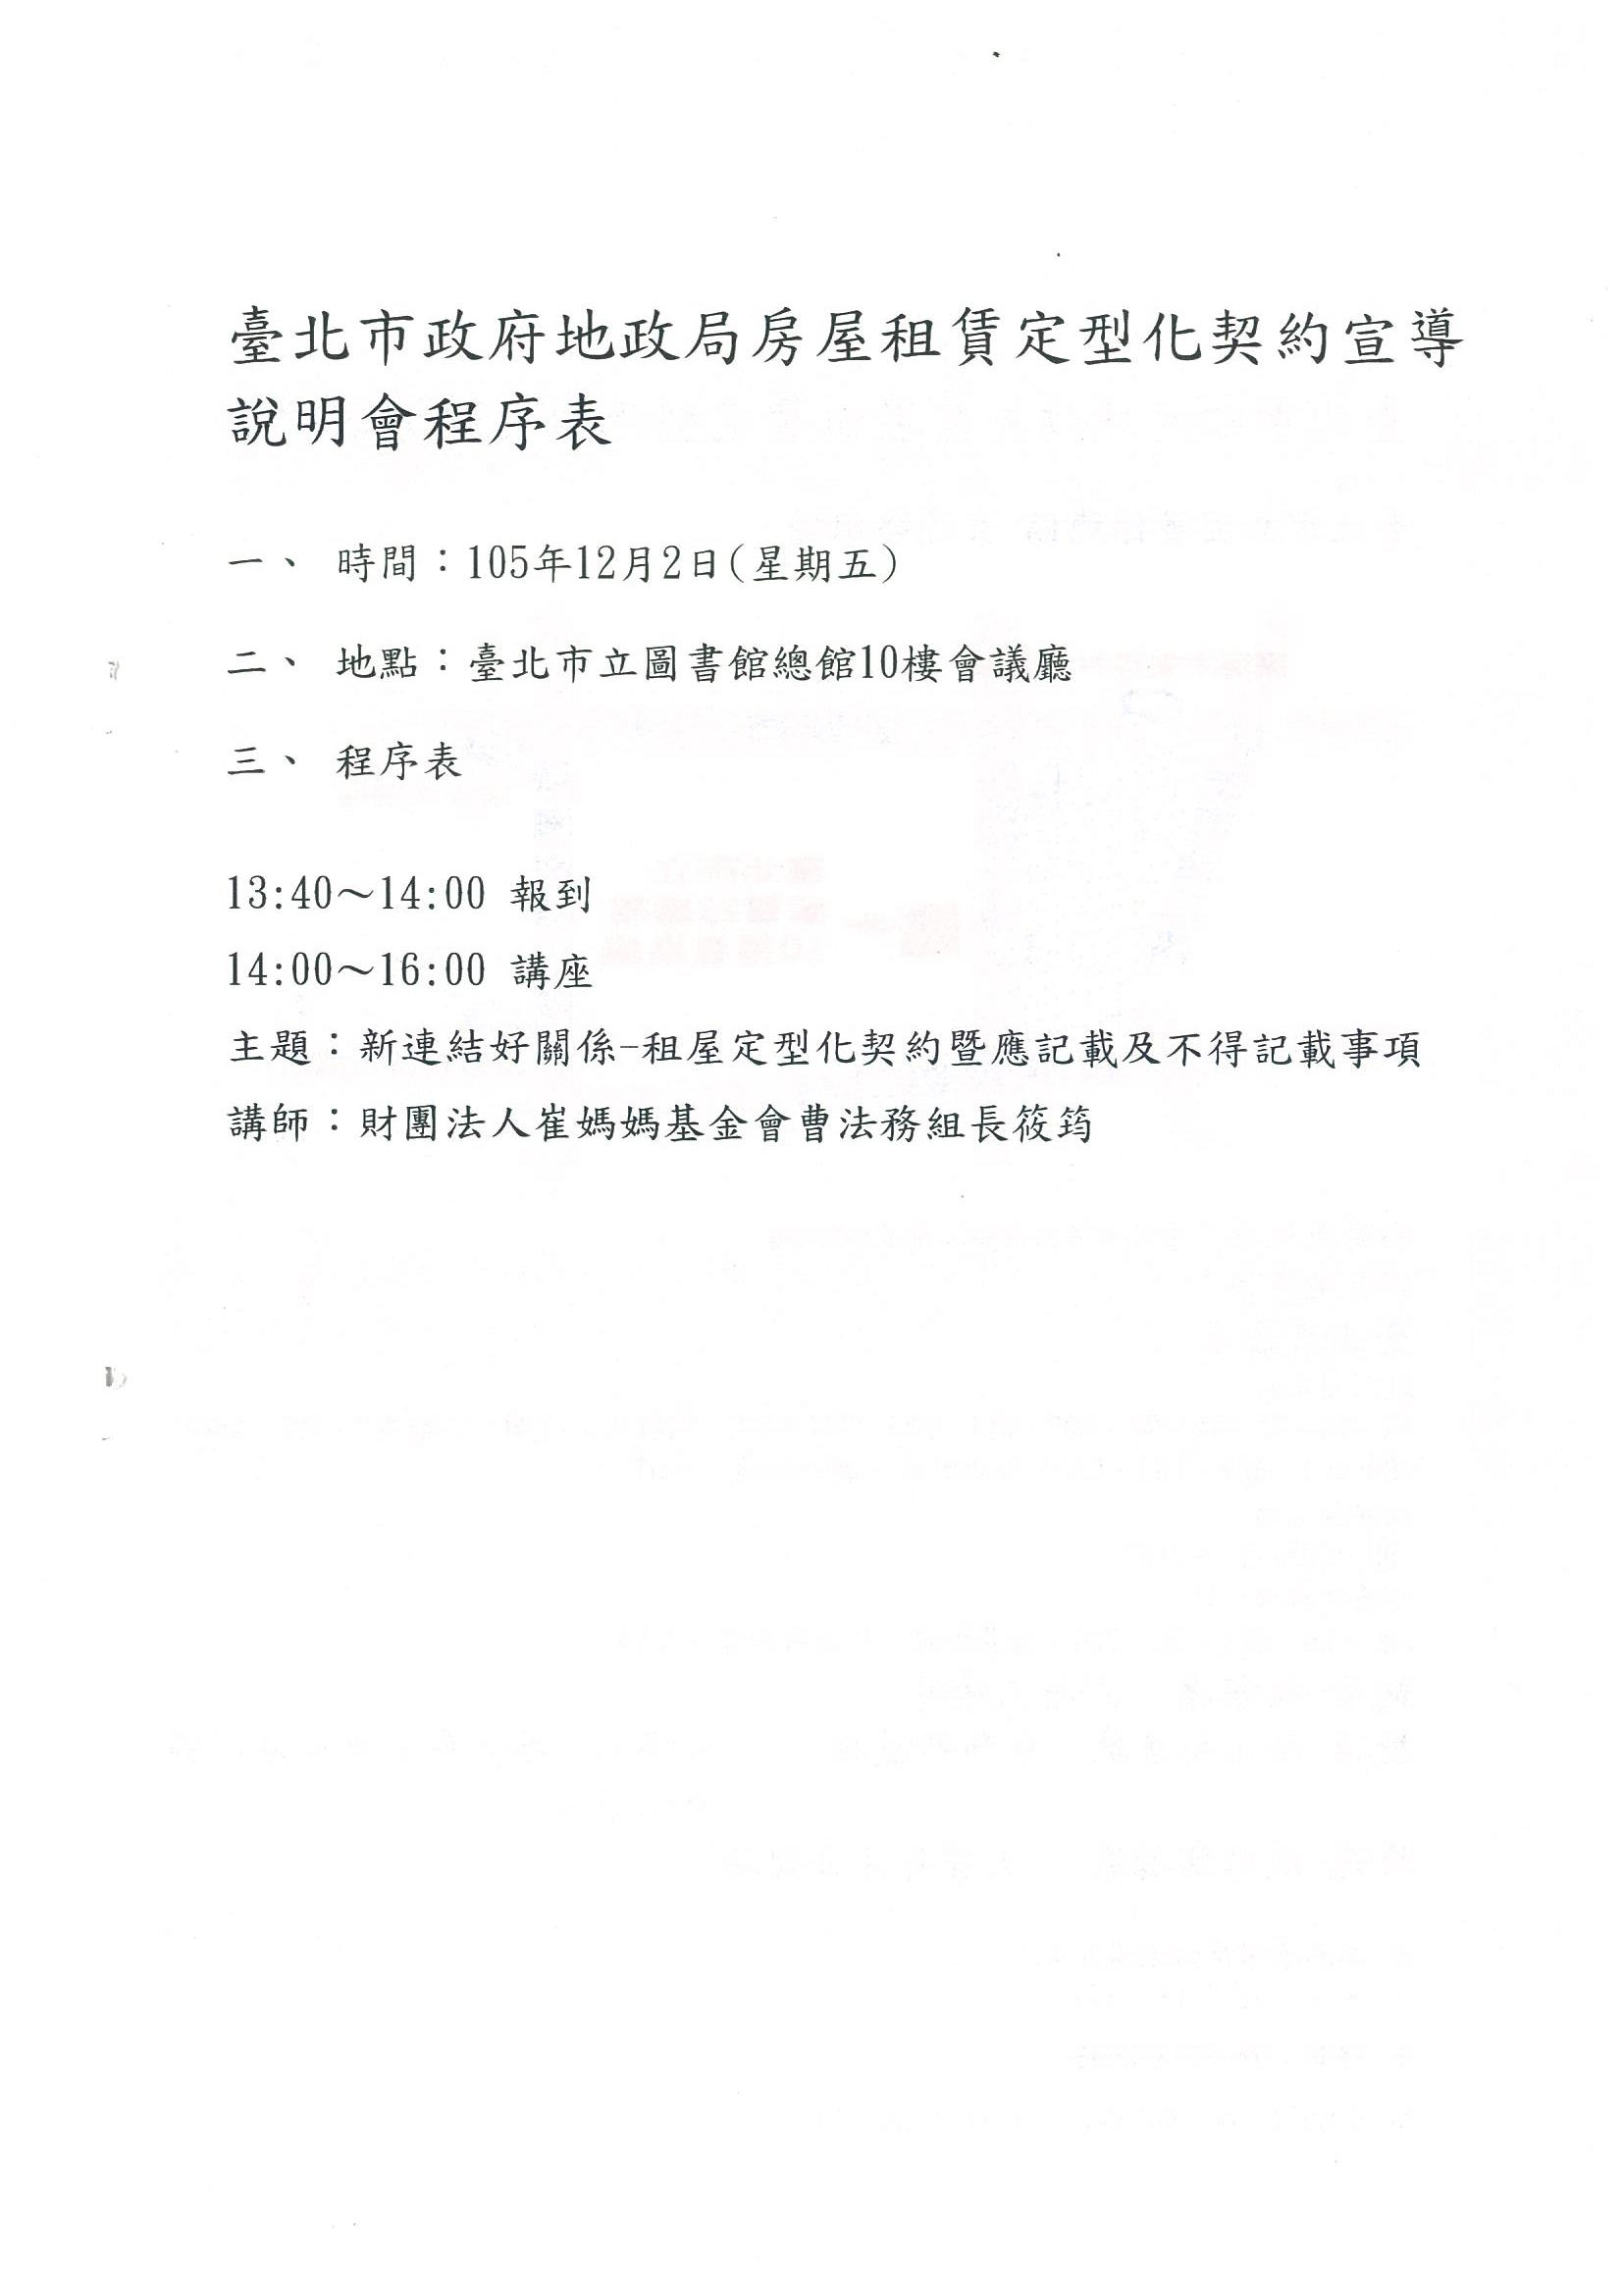 臺北市政府地政局房屋租賃定型化契約宣導
說明會程序表
一、 時間：105年12月2日(星期五)
二、 地點：臺北市立圖書館總館10樓會議廳
三、 程序表
13:40～14:00 報到
14:00～16:00 講座
主題：新連結好關係-租屋定型化契約暨應記載及不得記載事項
講師：財團法人崔媽媽基金會曹法務組長筱筠